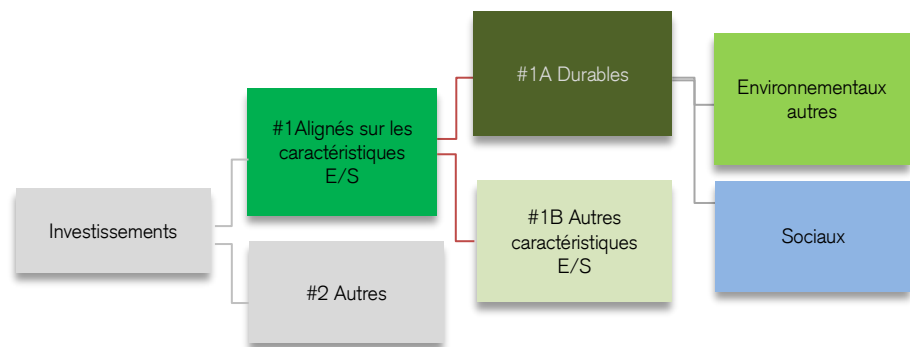 Investissements
#1Alignés sur les
caractéristiques
E/S
#2 Autres
#1A Durables
#1B Autres
caractéristiques
E/S
Environnementaux
autres
Sociaux